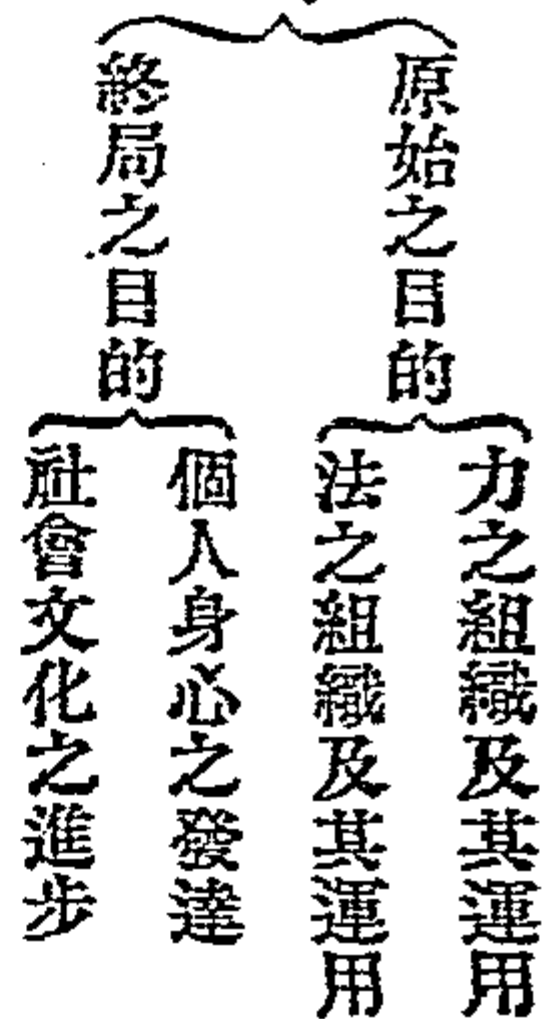 原始之目的
力之組織及其運用
法之組織及其運用
終局之目的
個人身心之發達
社會文化之進步